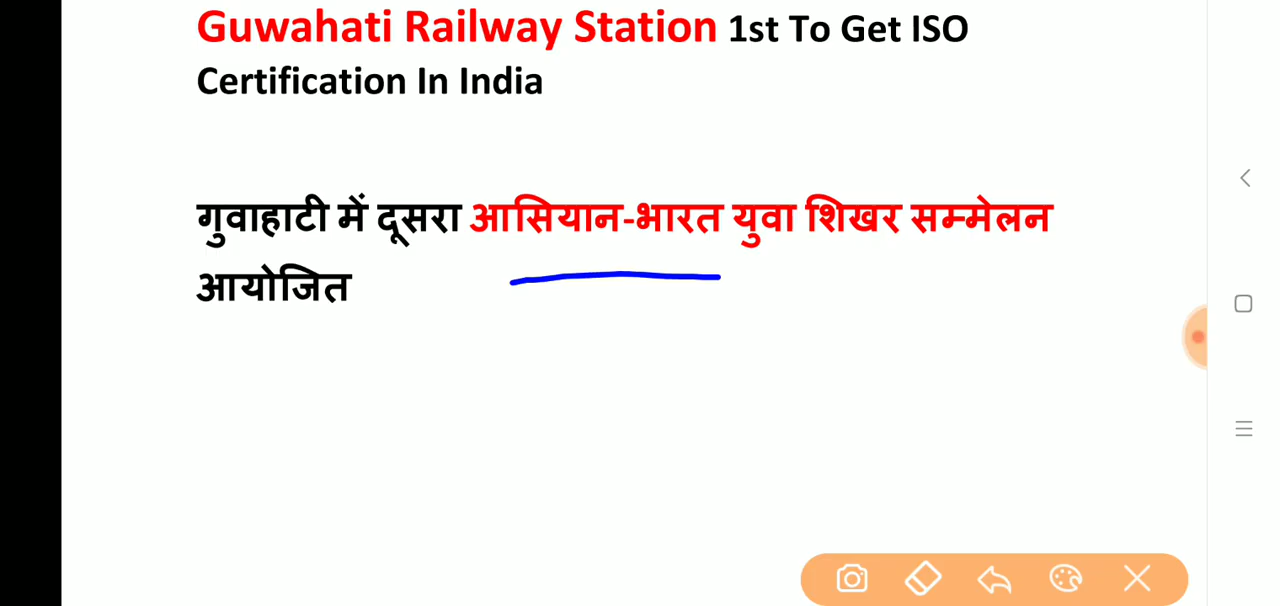 Guwahati Railway Station 1st To Get ISO
Certification In India
गुवाहाटी में दूसरा आसियान-भारत युवा शिखर सम्मेलन
आयोजित